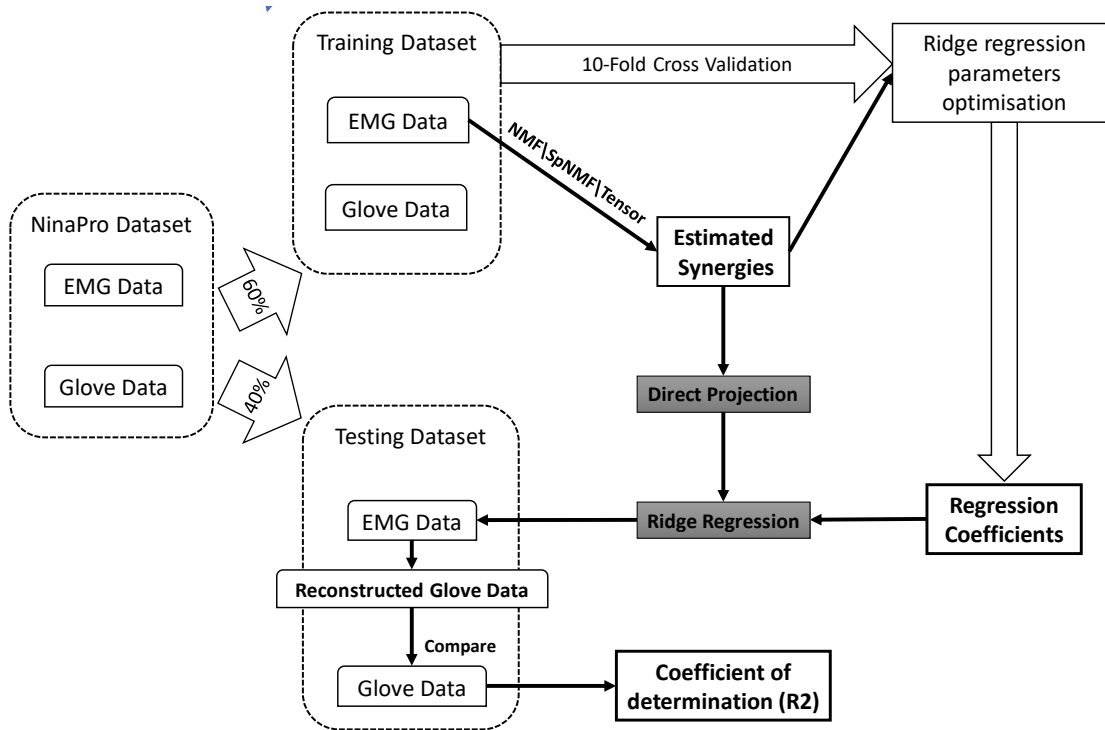 Training Dataset
EMG Data
Glove Data
10-Fold Cross Validation
Ridge regression
parameters
optimisation
NMF\SpNMF\Tensor
Estimated
Synergies
NinaPro Dataset
EMG Data
Glove Data
60%
40%
Direct Projection
Testing Dataset
EMG Data
Ridge Regression
Regression
Coefficients
Reconstructed Glove Data
Compare
Glove Data
Coefficient of
determination (R2)